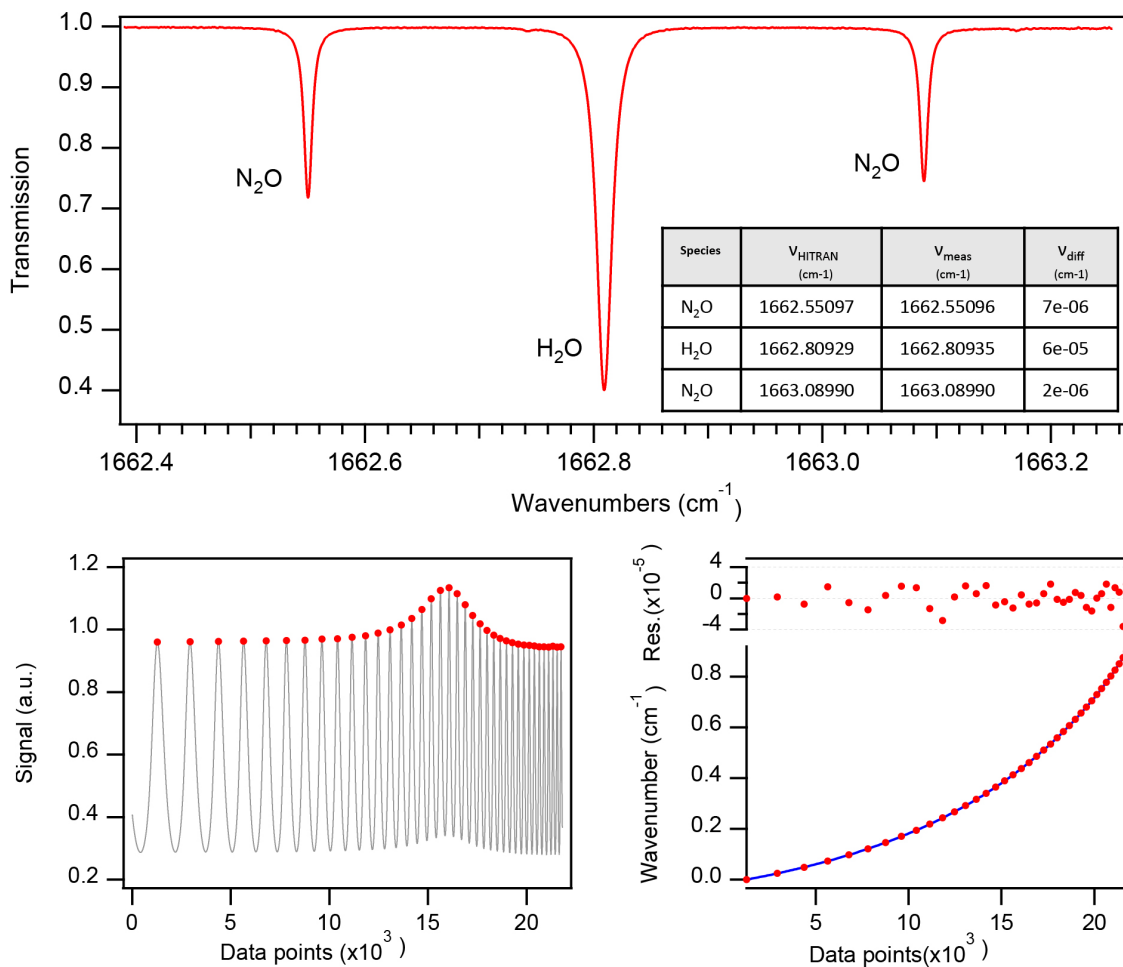 1.0
0.9
0.8
0.7
0.6
0.5
0.4
Transmission
N₂O
H₂O
N₂O
Species ν_HITRAN (cm-1) ν_meas (cm-1) ν_diff (cm-1)
N₂O 1662.55097 1662.55096 7e-06
H₂O 1662.80929 1662.80935 6e-05
N₂O 1663.08990 1663.08990 2e-06
1662.4 1662.6 1662.8 1663.0 1663.2
Wavenumbers (cm⁻¹)
1.2
1.0
0.8
0.6
0.4
0.2
Signal (a.u.)
0 5 10 15 20
Data points (x10³)
4
0
-4
Res.(x10⁻⁵)
0.8
0.6
0.4
0.2
0.0
Wavenumber (cm⁻¹)
5 10 15 20
Data points(x10³)